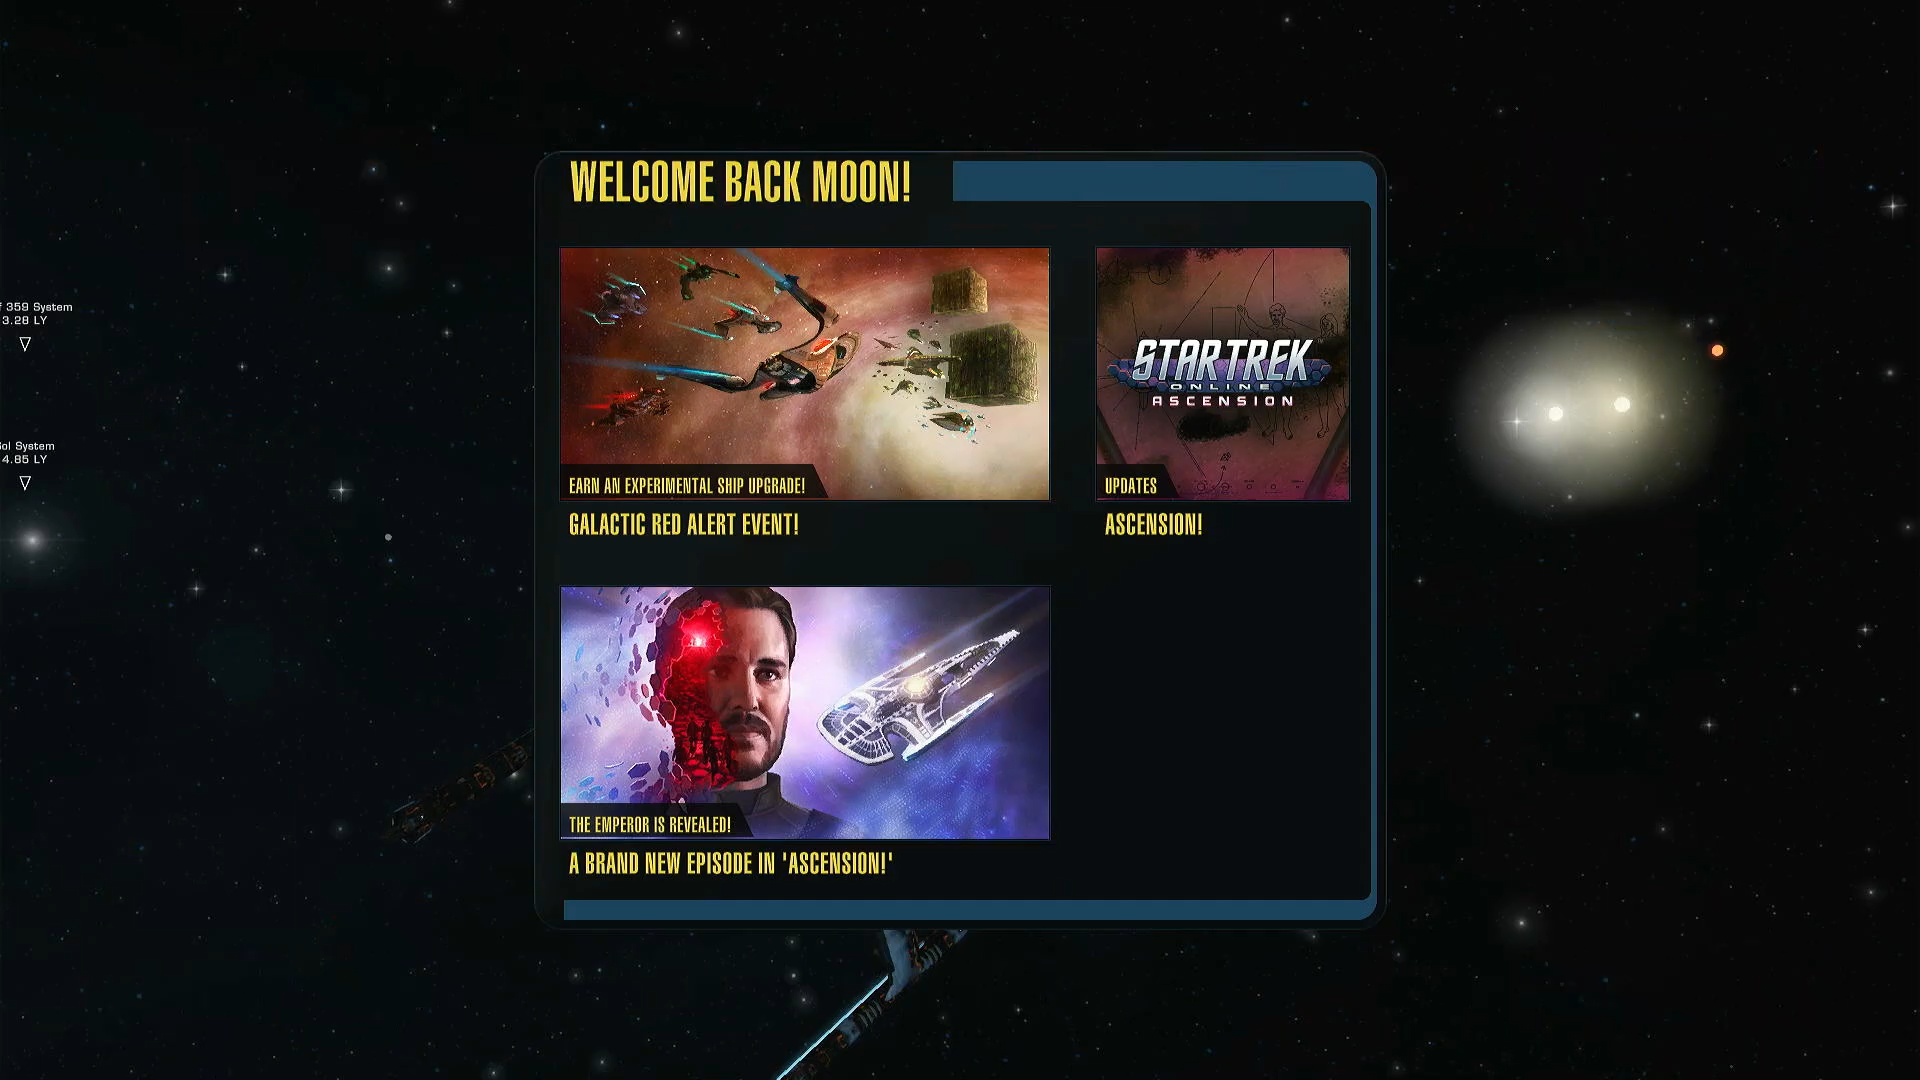 WELCOME BACK MOON!
359 System
3.28 LY
System
4.85 LY
STAR TREK
ONLINE
ASCENSION
EARN AN EXPERIMENTAL SHIP UPGRADE!
GALACTIC RED ALERT EVENT!
UPDATES
ASCENSION!
THE EMPEROR IS REVEALED!
A BRAND NEW EPISODE IN 'ASCENSION!'